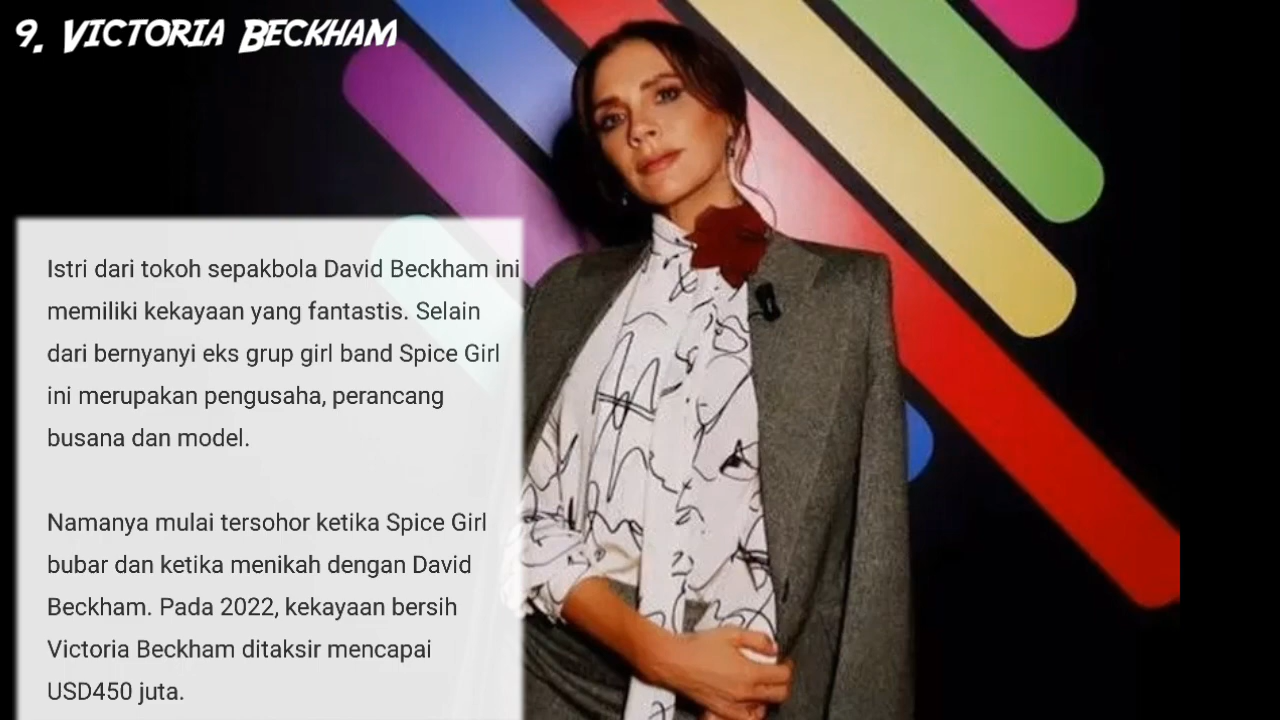 9. Victoria Beckham
Istri dari tokoh sepakbola David Beckham ini
memiliki kekayaan yang fantastis. Selain
dari bernyanyi eks grup girl band Spice Girl
ini merupakan pengusaha, perancang
busana dan model.
Namanya mulai tersohor ketika Spice Girl
bubar dan ketika menikah dengan David
Beckham. Pada 2022, kekayaan bersih
Victoria Beckham ditaksir mencapai
USD450 juta.